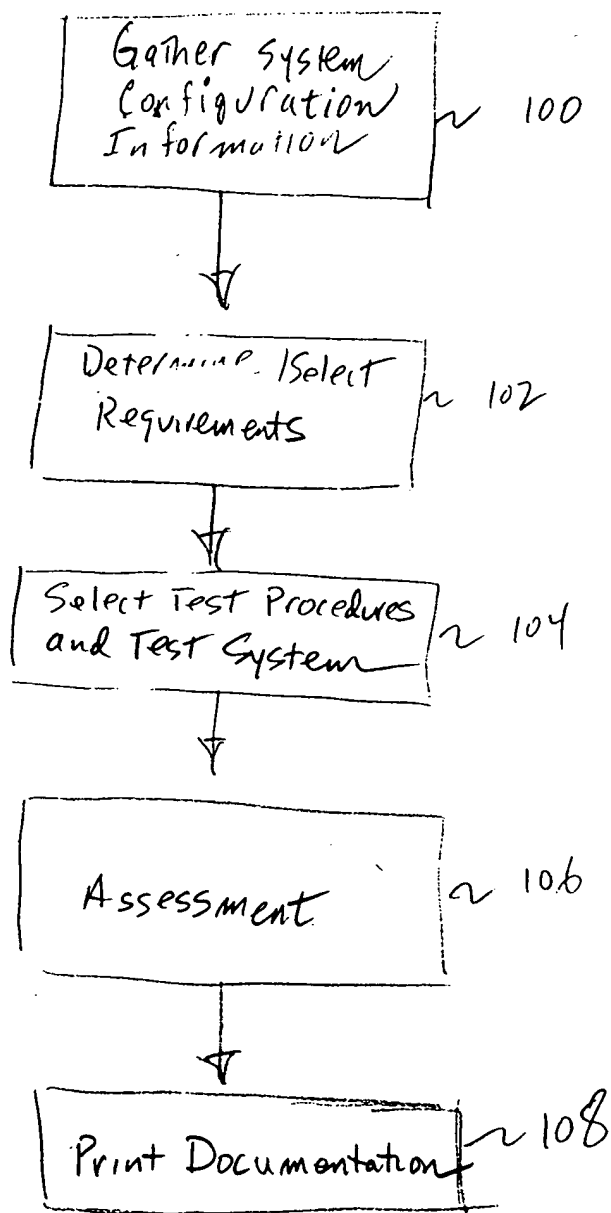 Gather System
Configuration
Information
100
Determine /Select
Requirements
102
Select Test Procedures
and Test System
104
Assessment
106
Print Documentation
108